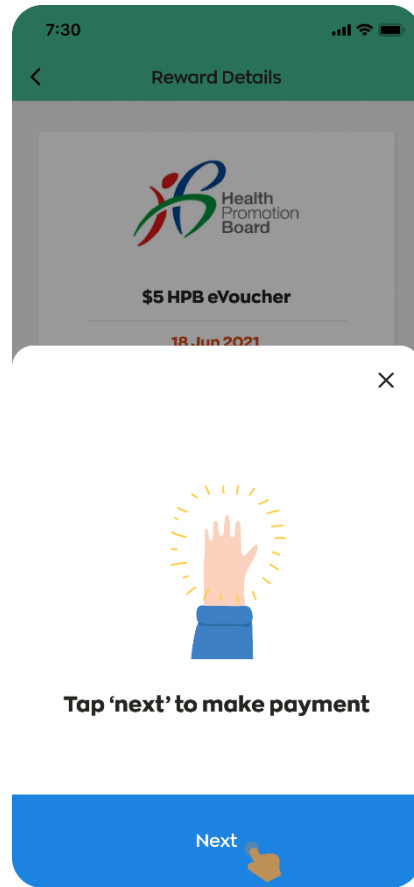 7:30
Reward Details
Health
Promotion
Board
$5 HPB eVoucher
18 Jun 2021
Tap ‘next’ to make payment
Next